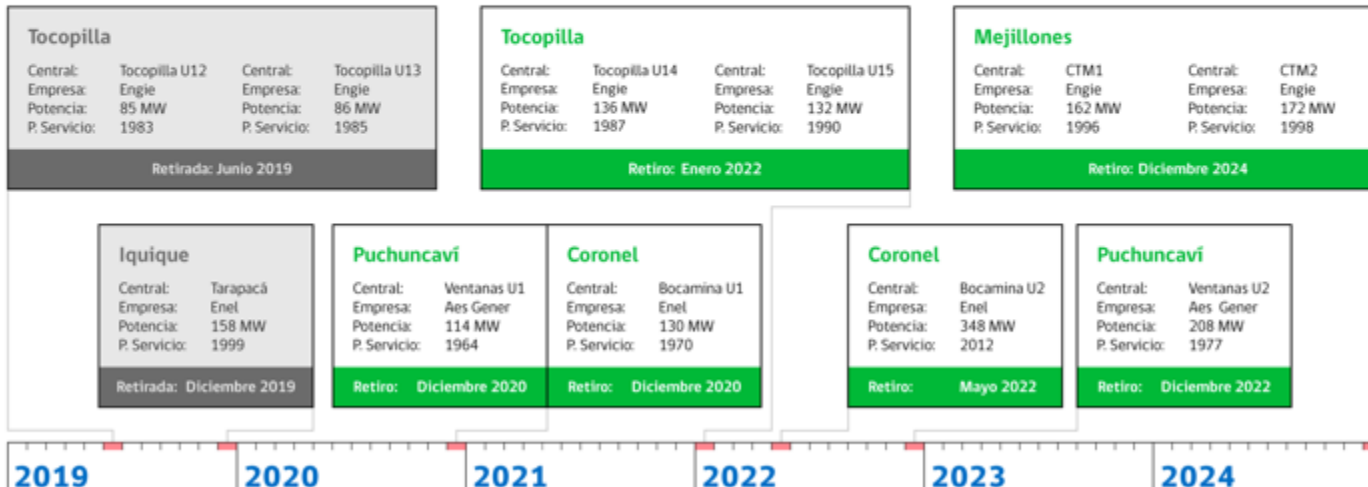 Tocopilla
Central: Tocopilla U12 Central: Tocopilla U13
Empresa: Engie Empresa: Engie
Potencia: 85 MW Potencia: 86 MW
P. Servicio: 1983 P. Servicio: 1985
Retirada: Junio 2019
Tocopilla
Central: Tocopilla U14 Central: Tocopilla U15
Empresa: Engie Empresa: Engie
Potencia: 136 MW Potencia: 132 MW
P. Servicio: 1987 P. Servicio: 1990
Retiro: Enero 2022
Mejillones
Central: CTM1 Central: CTM2
Empresa: Engie Empresa: Engie
Potencia: 162 MW Potencia: 172 MW
P. Servicio: 1996 P. Servicio: 1998
Retiro: Diciembre 2024
Iquique
Central: Tarapacá
Empresa: Enel
Potencia: 158 MW
P. Servicio: 1999
Retirada: Diciembre 2019
Puchuncaví
Central: Ventanas U1
Empresa: Aes Gener
Potencia: 114 MW
P. Servicio: 1964
Retiro: Diciembre 2020
Coronel
Central: Bocamina U1
Empresa: Enel
Potencia: 130 MW
P. Servicio: 1970
Retiro: Diciembre 2020
Coronel
Central: Bocamina U2
Empresa: Enel
Potencia: 348 MW
P. Servicio: 2012
Retiro: Mayo 2022
Puchuncaví
Central: Ventanas U2
Empresa: Aes Gener
Potencia: 208 MW
P. Servicio: 1977
Retiro: Diciembre 2022
2019 2020 2021 2022 2023 2024